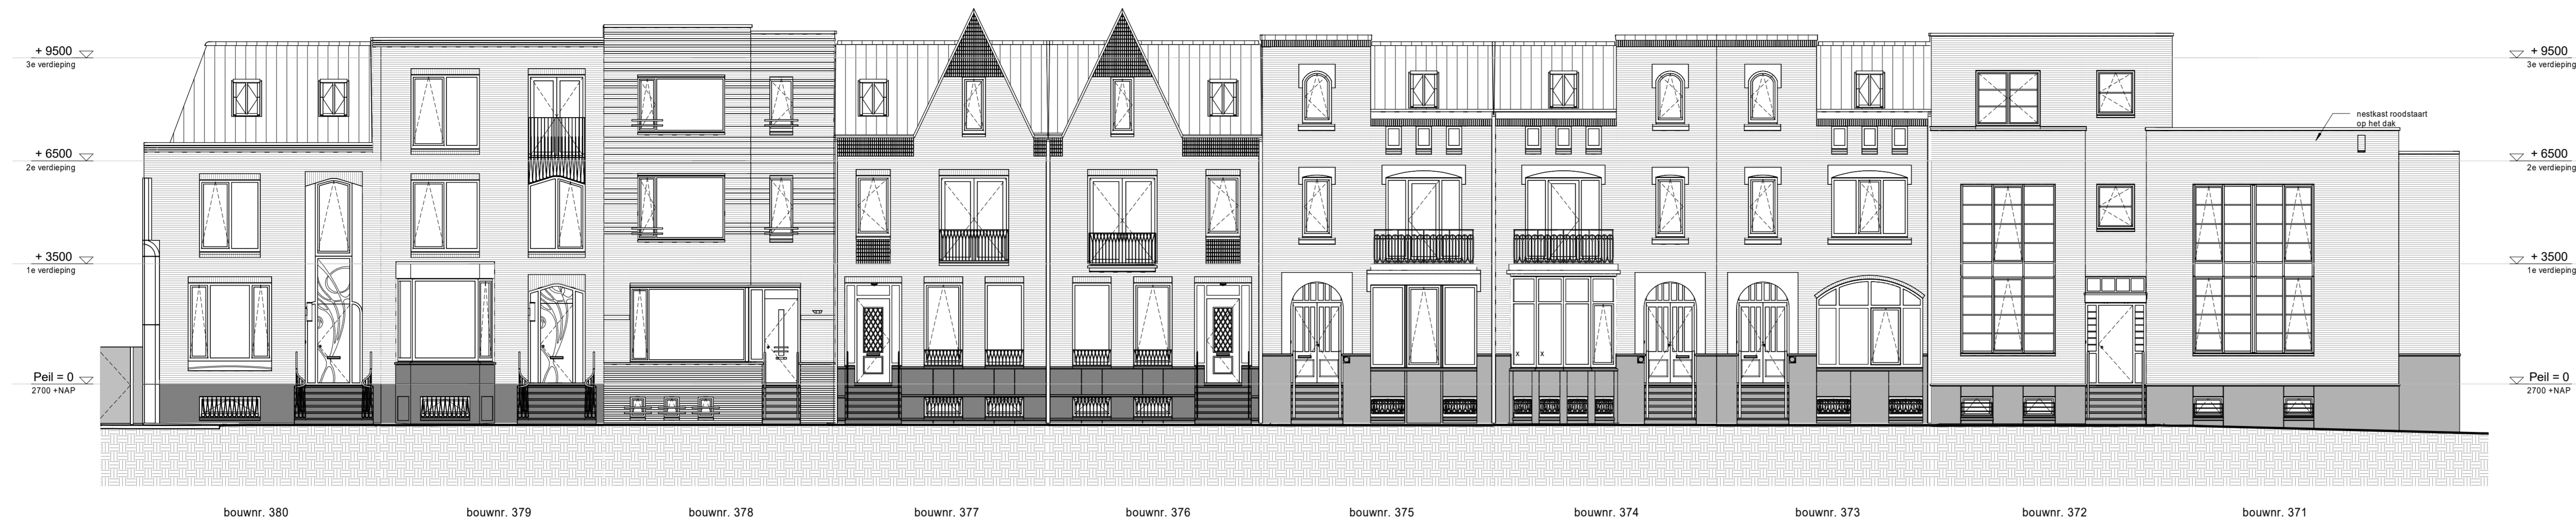 + 9500
3e verdieping
+ 6500
2e verdieping
+ 3500
1e verdieping
Peil = 0
2700 +NAP
+ 9500
3e verdieping
nestkast roodstaart
op het dak
+ 6500
2e verdieping
+ 3500
1e verdieping
Peil = 0
2700 +NAP
x x
bouwnr. 380 bouwnr. 379 bouwnr. 378 bouwnr. 377 bouwnr. 376 bouwnr. 375 bouwnr. 374 bouwnr. 373 bouwnr. 372 bouwnr. 371